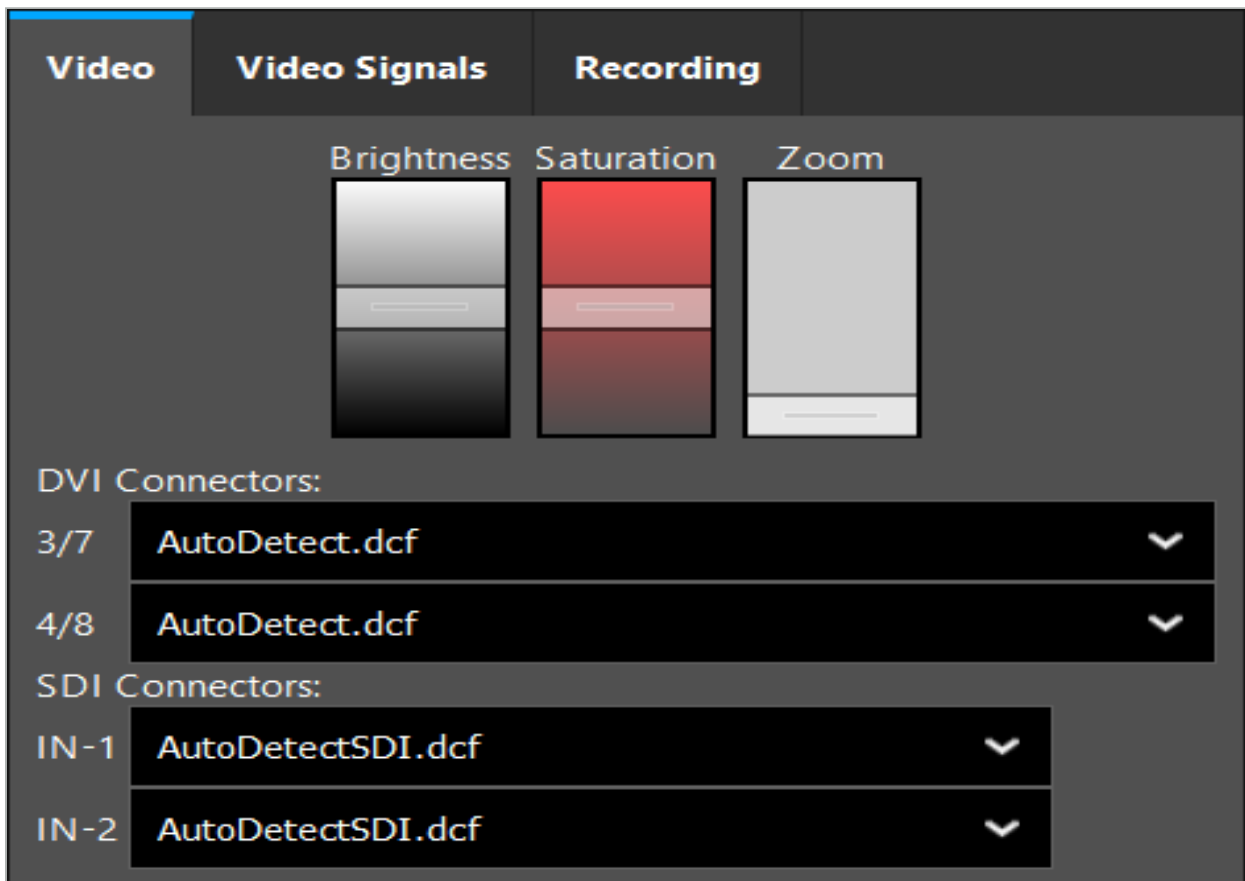 Video Video Signals Recording
Brightness Saturation Zoom
DVI Connectors:
3/7 AutoDetect.dcf
4/8 AutoDetect.dcf
SDI Connectors:
IN-1 AutoDetectSDI.dcf
IN-2 AutoDetectSDI.dcf